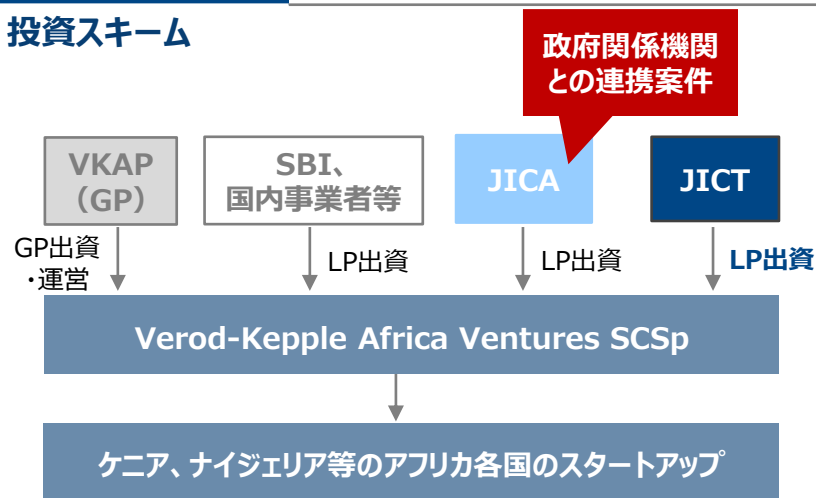 投資スキーム
政府関係機関
との連携案件
VKAP
（GP）
SBI、
国内事業者等
JICA
JICT
GP出資
・運営
LP出資
LP出資
LP出資
Verod-Kepple Africa Ventures SCSp
ケニア、ナイジェリア等のアフリカ各国のスタートアップ